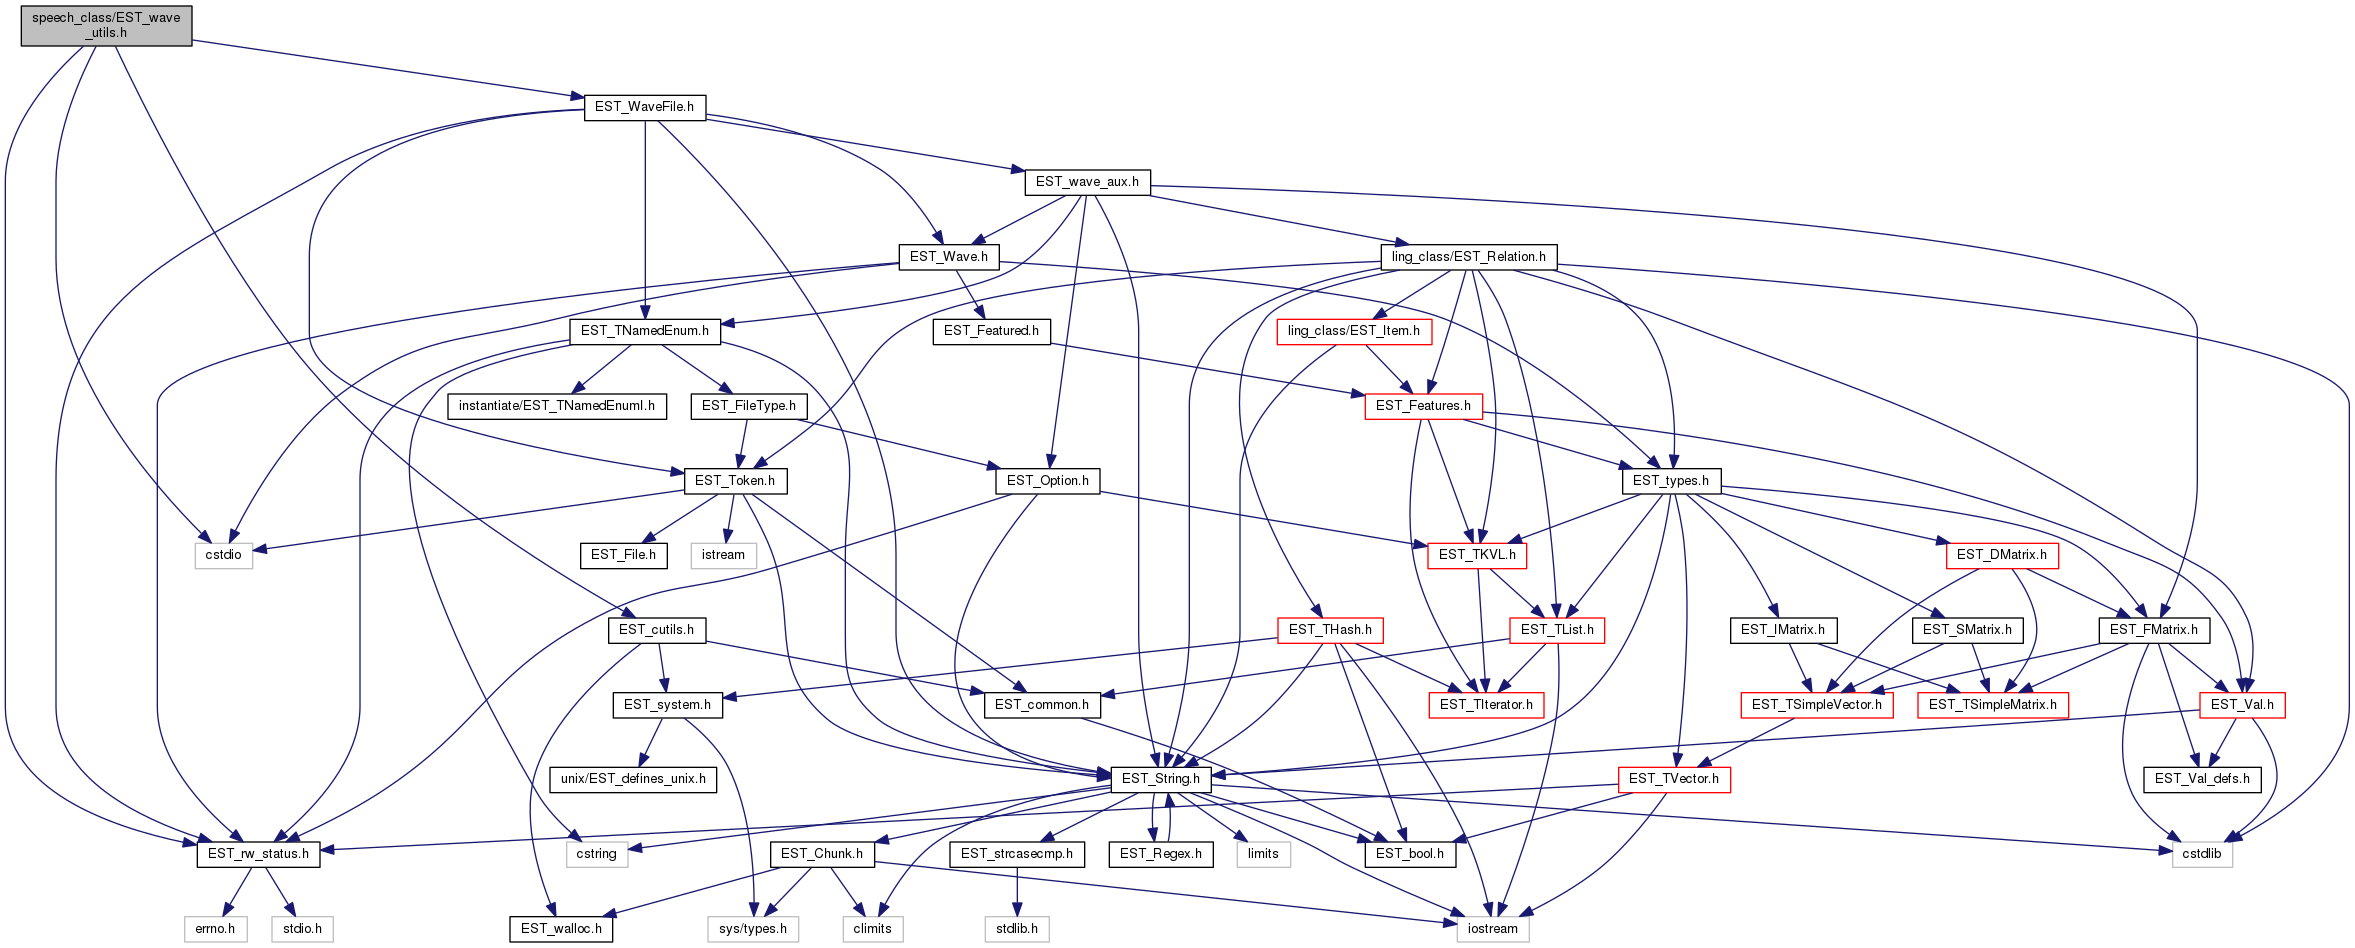 speech_class/EST_wave
_utils.h
EST_WaveFile.h
EST_wave_aux.h
EST_Wave.h
ling_class/EST_Relation.h
EST_TNamedEnum.h
EST_Featured.h
ling_class/EST_Item.h
instantiate/EST_TNamedEnumI.h
EST_FileType.h
EST_Features.h
EST_Token.h
EST_Option.h
EST_types.h
cstdio
EST_File.h
istream
EST_TKVL.h
EST_DMatrix.h
EST_cutils.h
EST_THash.h
EST_TList.h
EST_IMatrix.h
EST_SMatrix.h
EST_FMatrix.h
EST_system.h
EST_common.h
EST_TIterator.h
EST_TSimpleVector.h
EST_TSimpleMatrix.h
EST_Val.h
unix/EST_defines_unix.h
EST_String.h
EST_TVector.h
EST_Val_defs.h
EST_rw_status.h
cstring
EST_Chunk.h
EST_strcasecmp.h
EST_Regex.h
limits
EST_bool.h
cstdlib
errno.h
stdio.h
EST_walloc.h
sys/types.h
climits
stdlib.h
iostream